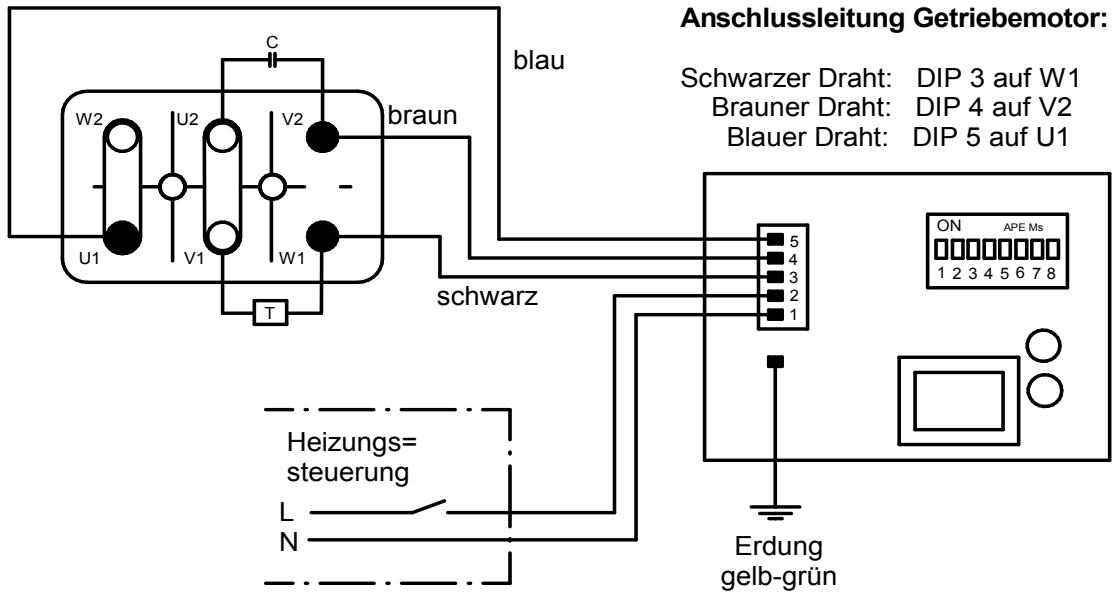 Anschlussleitung Getriebemotor:
Schwarzer Draht: DIP 3 auf W1
Brauner Draht: DIP 4 auf V2
Blauer Draht: DIP 5 auf U1
C
blau
W2 U2 V2
braun
U1 V1 W1
schwarz
T
5
4
3
2
1
ON APE Ms
1 2 3 4 5 6 7 8
Heizungs=
steuerung
L
N
Erdung
gelb-grün